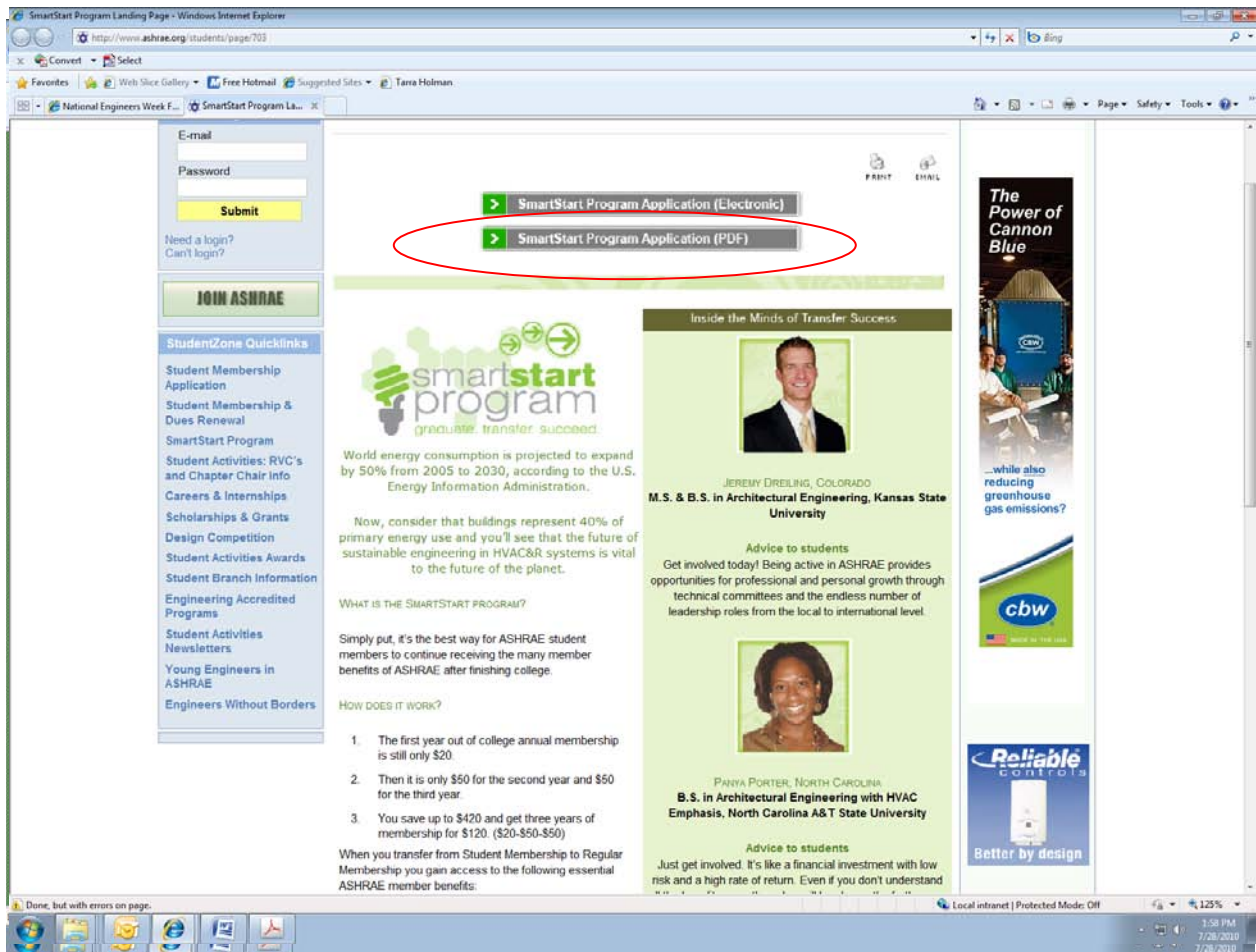 SmartStart Program Landing Page - Windows Internet Explorer
http://www.ashrae.org/students/page/703
Bing
x Convert Select
Favorites Web Slice Gallery Free Hotmail Suggested Sites Tarra Holman
National Engineers Week F... SmartStart Program La... x
Page Safety Tools
E-mail
Password
Submit
Need a login?
Can't login?
JOIN ASHRAE
StudentZone Quicklinks
Student Membership
Application
Student Membership &
Dues Renewal
SmartStart Program
Student Activities: RVC's
and Chapter Chair info
Careers & Internships
Scholarships & Grants
Design Competition
Student Activities Awards
Student Branch Information
Engineering Accredited
Programs
Student Activities
Newsletters
Young Engineers in
ASHRAE
Engineers Without Borders
PRINT EMAIL
SmartStart Program Application (Electronic)
SmartStart Program Application (PDF)
smartstart
program
graduate. transfer. succeed.
World energy consumption is projected to expand
by 50% from 2005 to 2030, according to the U.S.
Energy Information Administration.
Now, consider that buildings represent 40% of
primary energy use and you'll see that the future of
sustainable engineering in HVAC&R systems is vital
to the future of the planet.
WHAT IS THE SMARTSTART PROGRAM?
Simply put, it's the best way for ASHRAE student
members to continue receiving the many member
benefits of ASHRAE after finishing college.
HOW DOES IT WORK?
1. The first year out of college annual membership
is still only $20.
2. Then it is only $50 for the second year and $50
for the third year.
3. You save up to $420 and get three years of
membership for $120. ($20-$50-$50)
When you transfer from Student Membership to Regular
Membership you gain access to the following essential
ASHRAE member benefits:
Inside the Minds of Transfer Success
JEREMY DREILING, COLORADO
M.S. & B.S. in Architectural Engineering, Kansas State
University
Advice to students
Get involved today! Being active in ASHRAE provides
opportunities for professional and personal growth through
technical committees and the endless number of
leadership roles from the local to international level.
PANYA PORTER, NORTH CAROLINA
B.S. in Architectural Engineering with HVAC
Emphasis, North Carolina A&T State University
Advice to students
Just get involved. It's like a financial investment with low
risk and a high rate of return. Even if you don't understand
The
Power of
Cannon
Blue
CBW
...while also
reducing
greenhouse
gas emissions?
cbw
MADE IN THE USA
Reliable
controls
Better by design
Done, but with errors on page.
Local intranet | Protected Mode: Off
125%
1:58 PM
7/28/2010
7/28/2010